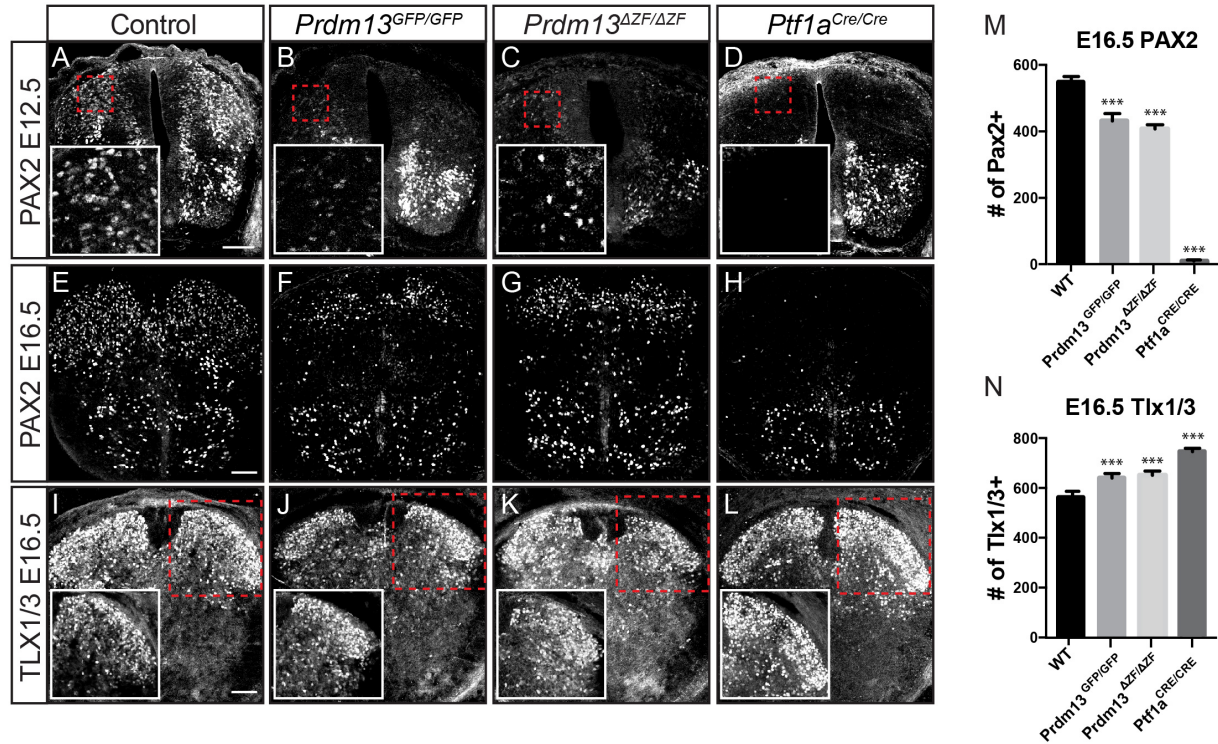 Control
Prdm13GFP/GFP
Prdm13ΔZF/ΔZF
Ptf1aCre/Cre
PAX2 E12.5
A
B
C
D
PAX2 E16.5
E
F
G
H
TLX1/3 E16.5
I
J
K
L
M
E16.5 PAX2
# of Pax2+
600
400
200
0
***
***
***
WT
Prdm13 GFP/GFP
Prdm13 ΔZF/ΔZF
Ptf1a CRE/CRE
N
E16.5 Tlx1/3
# of Tlx1/3+
800
600
400
200
0
***
***
***
WT
Prdm13 GFP/GFP
Prdm13 ΔZF/ΔZF
Ptf1a CRE/CRE